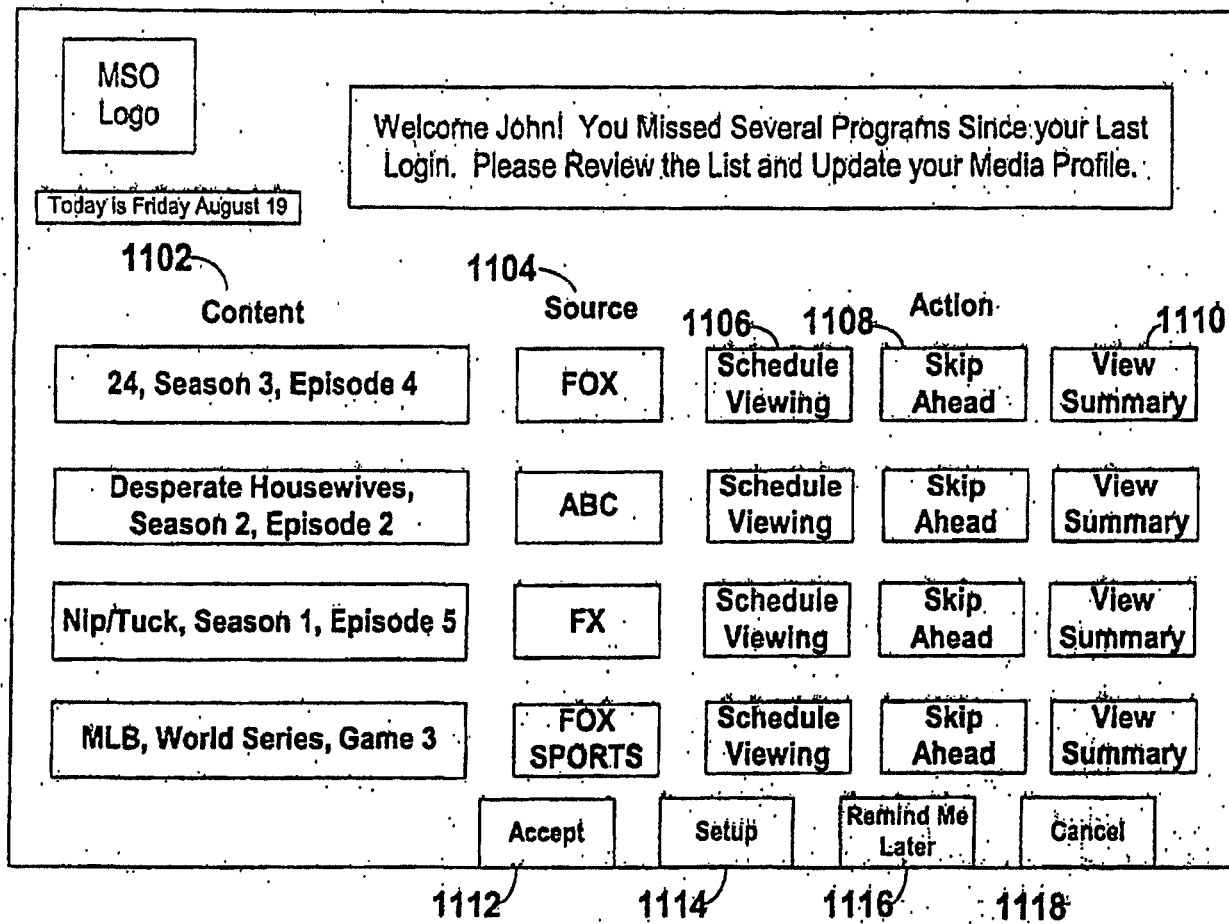 MSO
Logo
Welcome John! You Missed Several Programs Since your Last
Login. Please Review the List and Update your Media Profile.
Today is Friday August 19
1102
1104
Content
Source
Action
1106
1108
1110
24, Season 3, Episode 4
FOX
Schedule
Viewing
Skip
Ahead
View
Summary
Desperate Housewives,
Season 2, Episode 2
ABC
Schedule
Viewing
Skip
Ahead
View
Summary
Nip/Tuck, Season 1, Episode 5
FX
Schedule
Viewing
Skip
Ahead
View
Summary
MLB, World Series, Game 3
FOX
SPORTS
Schedule
Viewing
Skip
Ahead
View
Summary
Accept
Setup
Remind Me
Later
Cancel
1112
1114
1116
1118